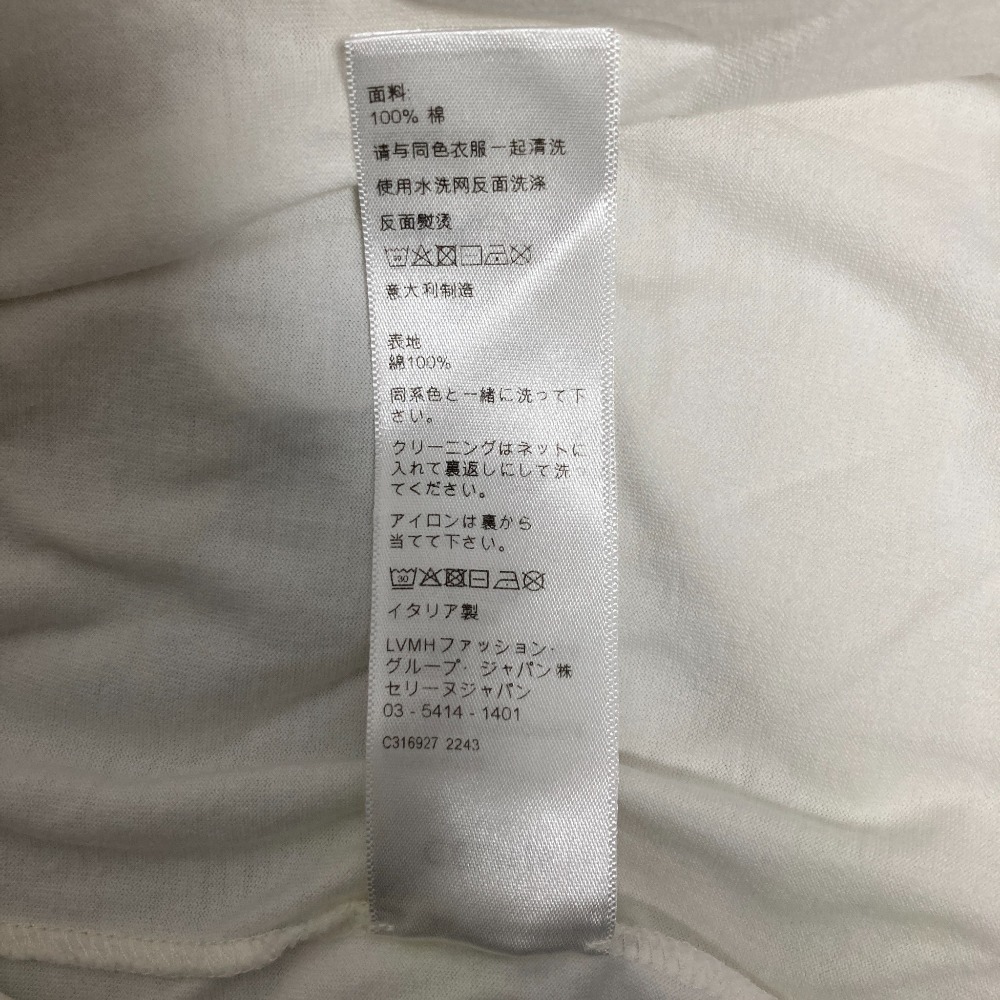 面料:
100% 棉
请与同色衣服一起清洗
使用水洗网反面洗涤
反面熨烫
30
意大利制造
表地
綿100%
同系色と一緒に洗って下
さい。
クリーニングはネットに
入れて裏返しにして洗っ
てください。
アイロンは裏から
当てて下さい。
30
イタリア製
LVMHファッション・
グループ・ジャパン㈱
セリーヌジャパン
03 - 5414 - 1401
C316927 2243